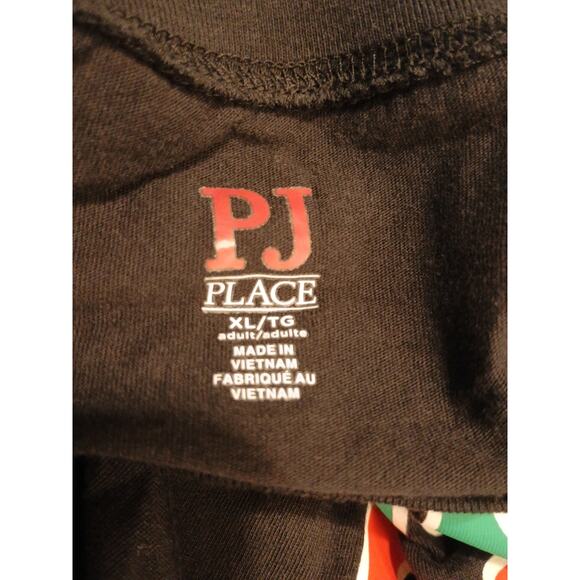 PJ
PLACE
XL/TG
adult/adulte
MADE IN
VIETNAM
FABRIQUÉ AU
VIETNAM